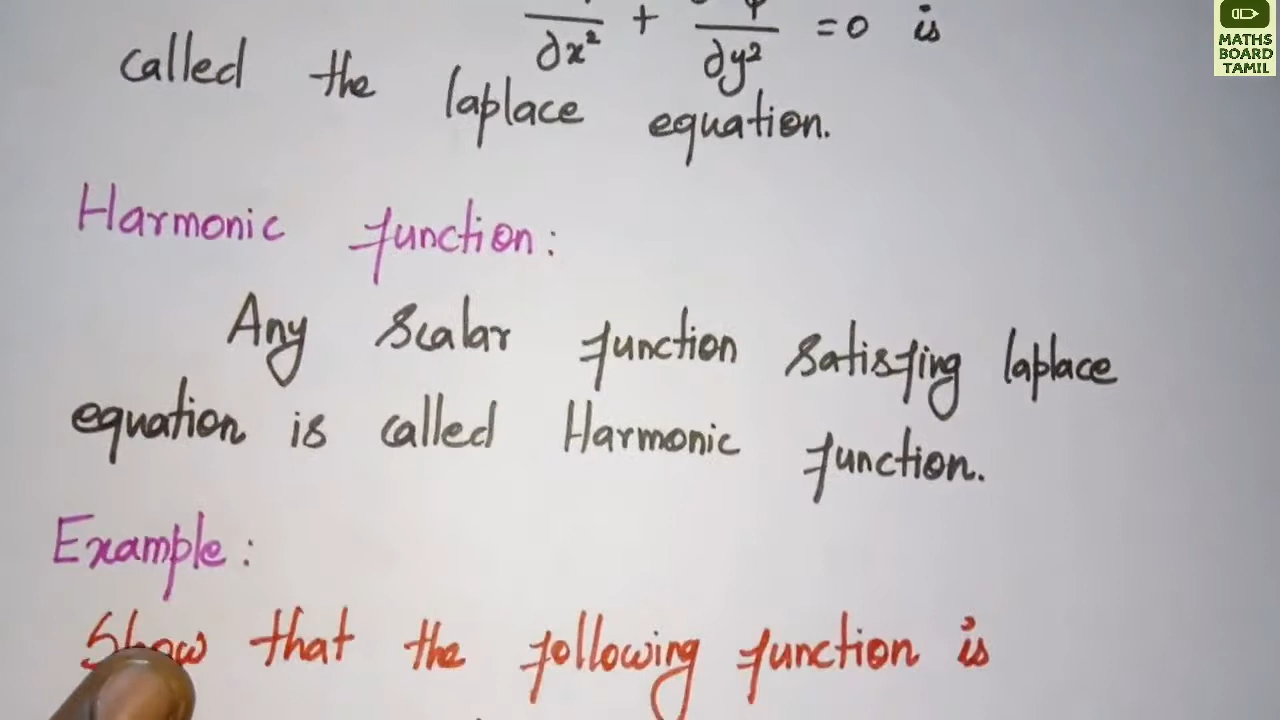 ∂x² + ∂y² =0 is
called the laplace equation.
Harmonic function:
Any scalar function satisfing laplace
equation is called Harmonic function.
Example:
Show that the following function is
MATHS
BOARD
TAMIL